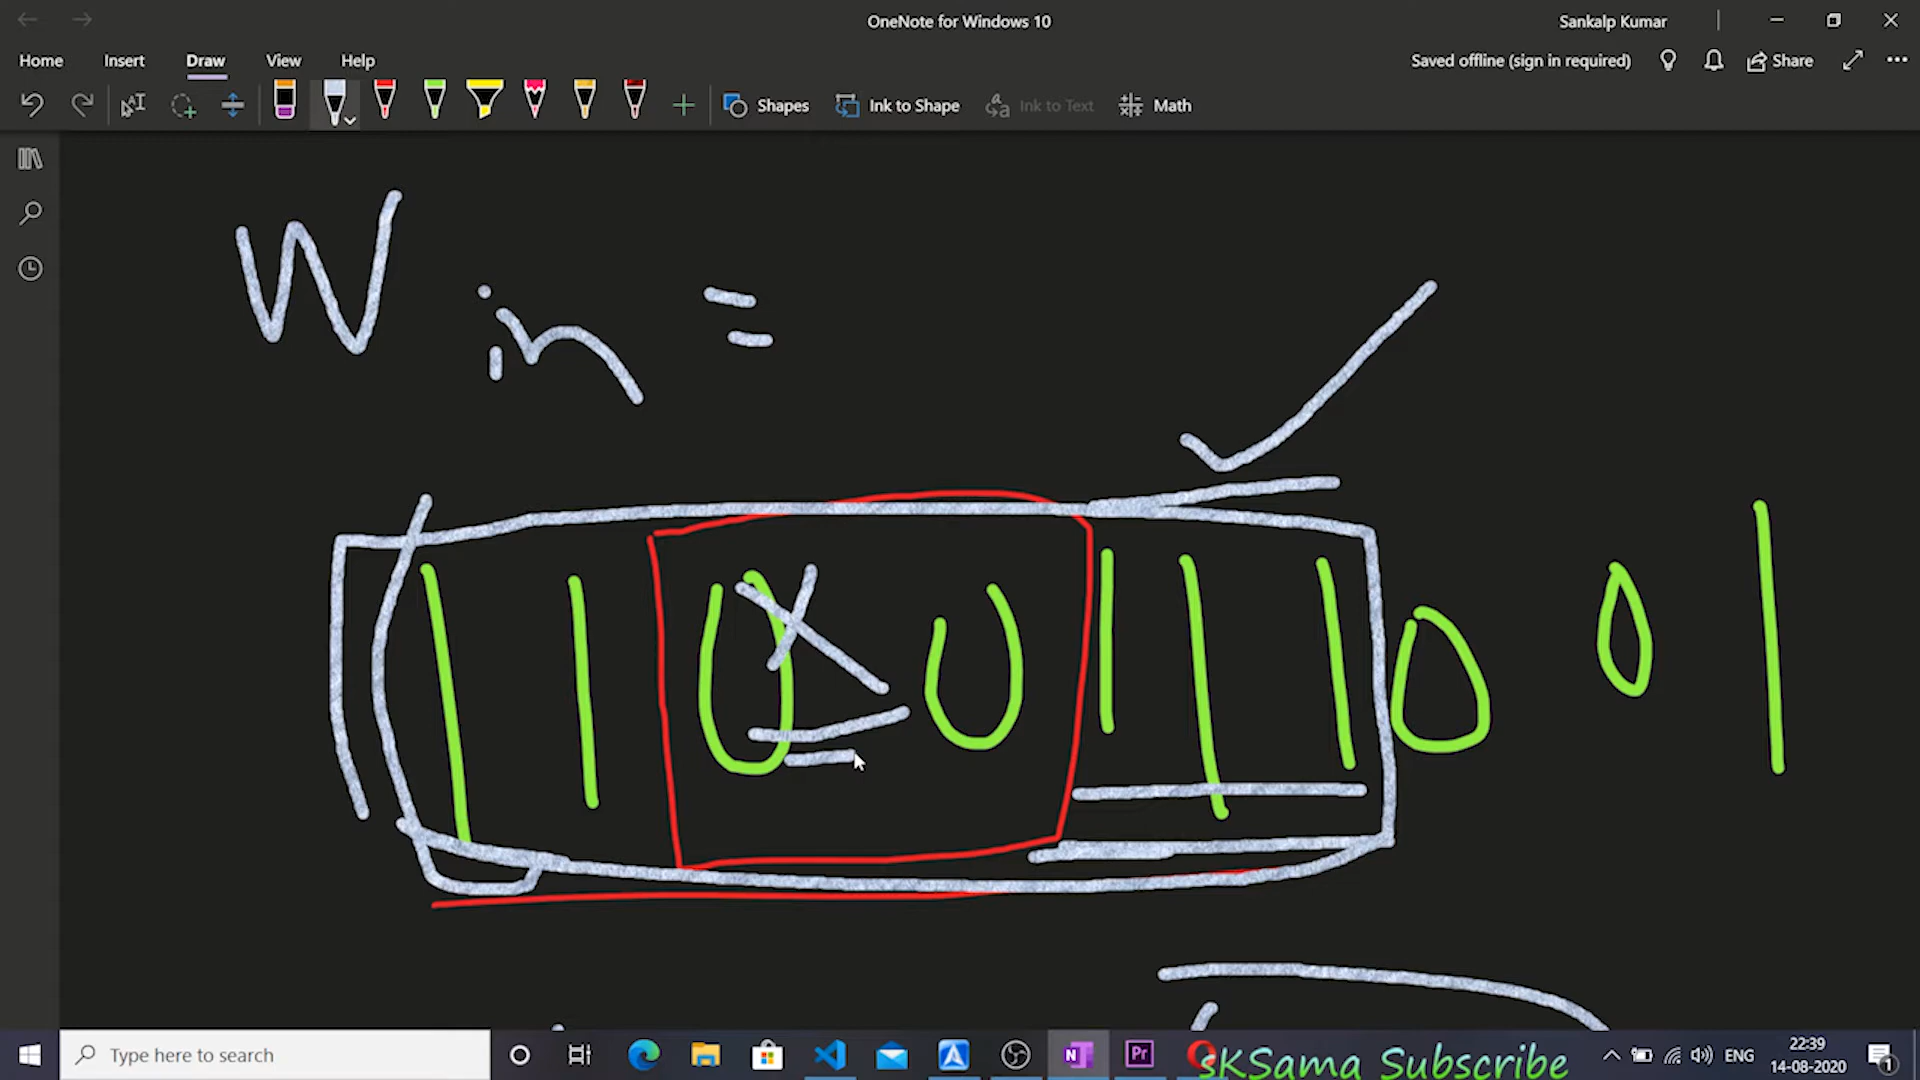 OneNote for Windows 10
Sankalp Kumar
Home Insert Draw View Help
Saved offline (sign in required)
Share
Shapes
Ink to Shape
Ink to Text
Math
W in =
1 1 0 0 1 1 1 0 0 1
Type here to search
Pr
sKSama Subscribe
ENG
22:39
14-08-2020
1